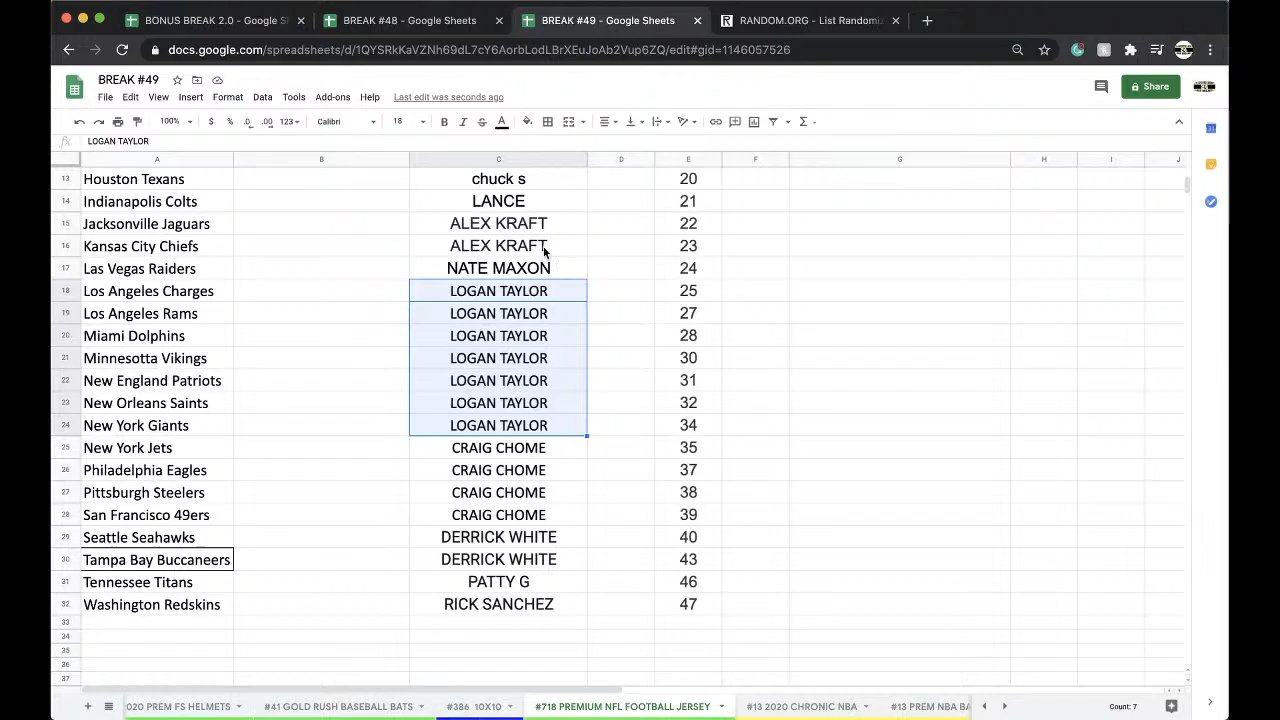 BONUS BREAK 2.0 - Google S
BREAK #48 - Google Sheets
BREAK #49 - Google Sheets
RANDOM.ORG - List Randomi
docs.google.com/spreadsheets/d/1QYSRkKaVZNh69dL7cY6AorbLodLBrXEuJoAb2Vup6ZQ/edit#gid=1146057526
BREAK #49
File Edit View Insert Format Data Tools Add-ons Help Last edit was seconds ago
Share
100% $ % .0 .00 123 Calibri 18 B I S A
fx LOGAN TAYLOR
A B C D E F G H I J
13 Houston Texans chuck s 20
14 Indianapolis Colts LANCE 21
15 Jacksonville Jaguars ALEX KRAFT 22
16 Kansas City Chiefs ALEX KRAFT 23
17 Las Vegas Raiders NATE MAXON 24
18 Los Angeles Charges LOGAN TAYLOR 25
19 Los Angeles Rams LOGAN TAYLOR 27
20 Miami Dolphins LOGAN TAYLOR 28
21 Minnesotta Vikings LOGAN TAYLOR 30
22 New England Patriots LOGAN TAYLOR 31
23 New Orleans Saints LOGAN TAYLOR 32
24 New York Giants LOGAN TAYLOR 34
25 New York Jets CRAIG CHOME 35
26 Philadelphia Eagles CRAIG CHOME 37
27 Pittsburgh Steelers CRAIG CHOME 38
28 San Francisco 49ers CRAIG CHOME 39
29 Seattle Seahawks DERRICK WHITE 40
30 Tampa Bay Buccaneers DERRICK WHITE 43
31 Tennessee Titans PATTY G 46
32 Washington Redskins RICK SANCHEZ 47
33
34
35
36
37
020 PREM FS HELMETS #41 GOLD RUSH BASEBALL BATS #38B 10X10 #718 PREMIUM NFL FOOTBALL JERSEY #13 2020 CHRONIC NBA #13 PREM NBA BA Count: 7